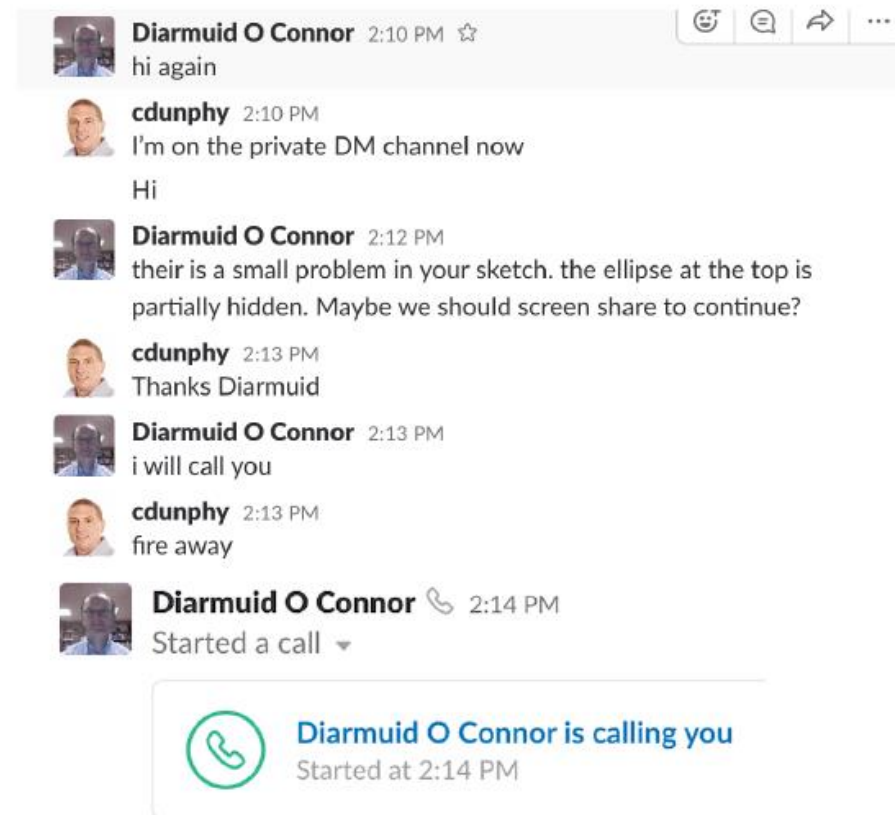 Diarmuid O Connor 2:10 PM
hi again
cdunphy 2:10 PM
I'm on the private DM channel now
Hi
Diarmuid O Connor 2:12 PM
their is a small problem in your sketch. the ellipse at the top is
partially hidden. Maybe we should screen share to continue?
cdunphy 2:13 PM
Thanks Diarmuid
Diarmuid O Connor 2:13 PM
i will call you
cdunphy 2:13 PM
fire away
Diarmuid O Connor 2:14 PM
Started a call
Diarmuid O Connor is calling you
Started at 2:14 PM